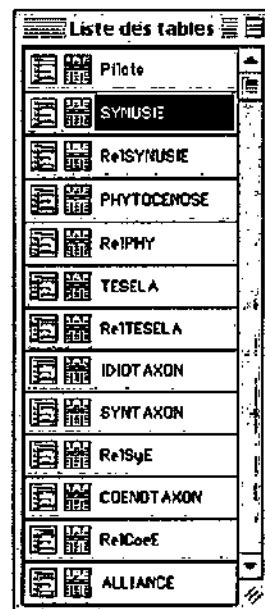 Liste des tables
Pilote
SYNUSIE
RelSYNUSIE
PHYTOCENOSE
RelPHY
TESELA
RelTESELA
IDIOTAXON
SYNTAXON
RelSyE
COENOTAXON
RelCoeE
ALLIANCE